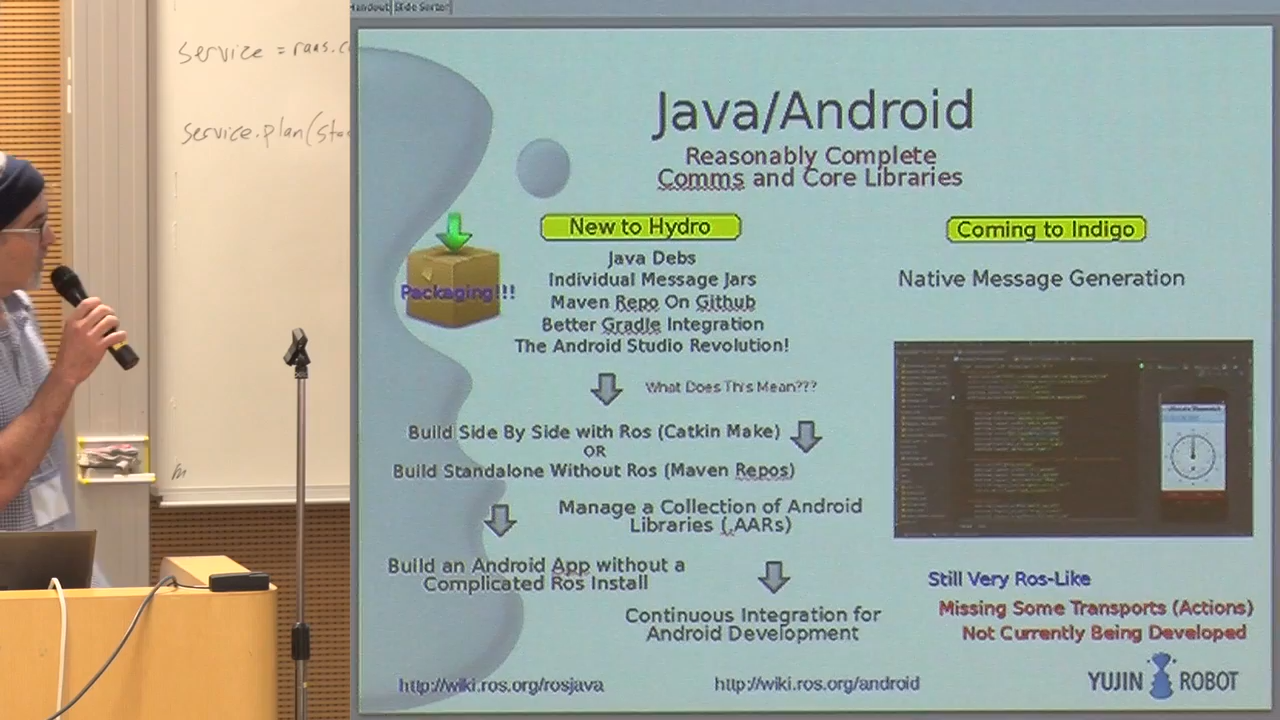 Handout Slide Sorter
service =
service.plan(
Java/Android
Reasonably Complete
Comms and Core Libraries
New to Hydro
Coming to Indigo
Packaging!!!
Java Debs
Individual Message Jars
Maven Repo On Github
Better Gradle Integration
The Android Studio Revolution!
Native Message Generation
What Does This Mean???
Build Side By Side with Ros (Catkin Make)
OR
Build Standalone Without Ros (Maven Repos)
Manage a Collection of Android
Libraries (.AARs)
Build an Android App without a
Complicated Ros Install
Continuous Integration for
Android Development
Still Very Ros-Like
Missing Some Transports (Actions)
Not Currently Being Developed
http://wiki.ros.org/rosjava
http://wiki.ros.org/android
YUJIN ROBOT